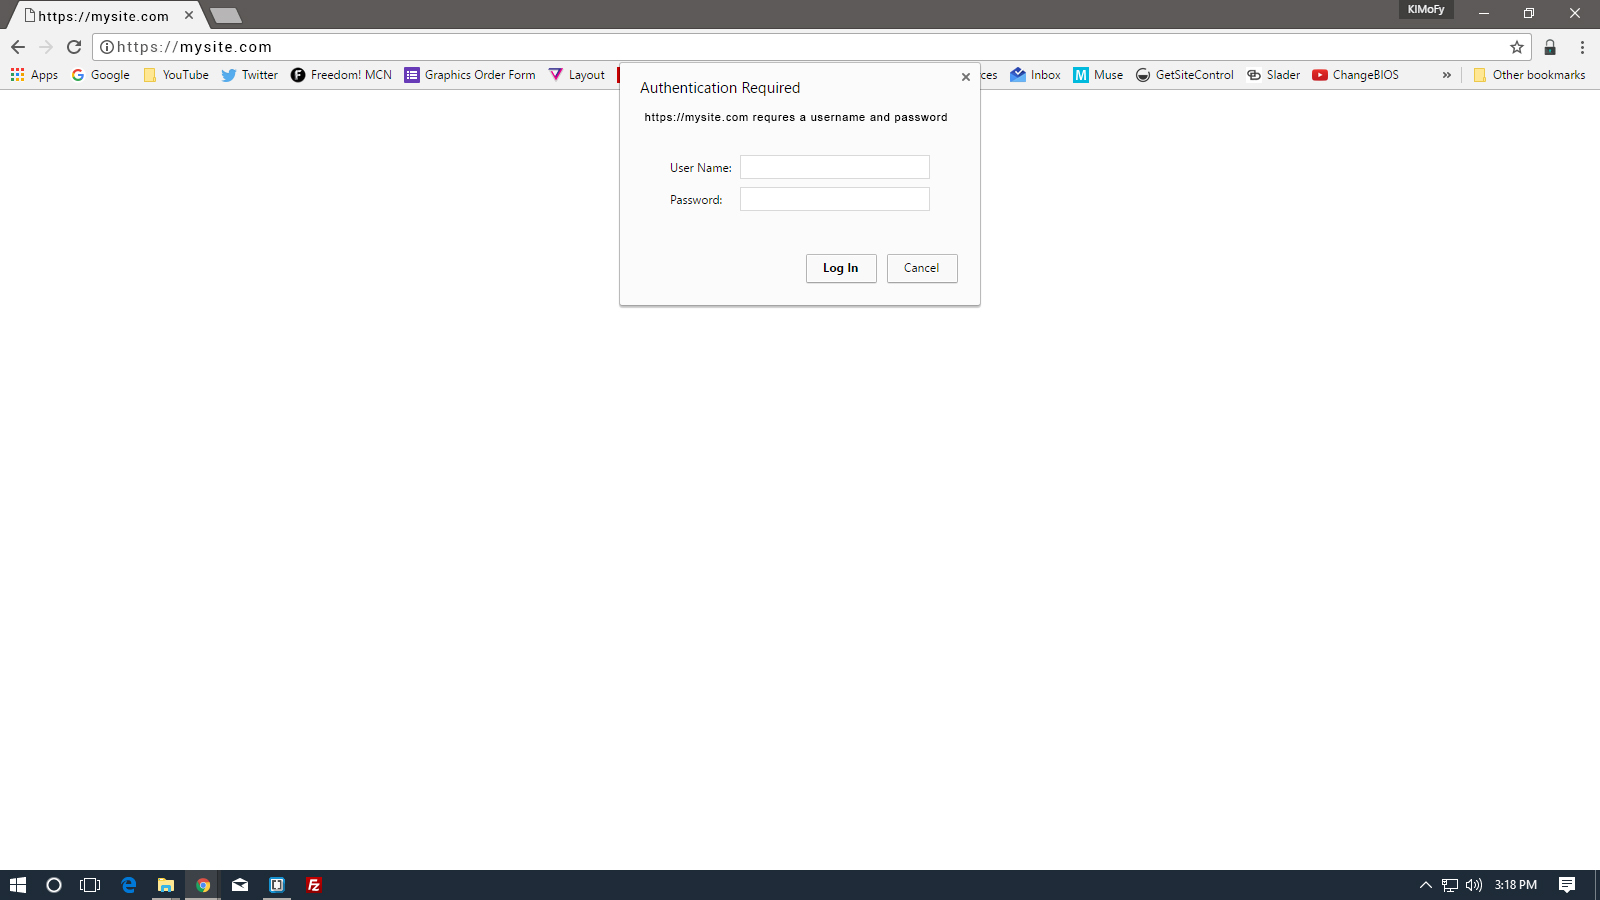 https://mysite.com
KIMoFy
https://mysite.com
Apps Google YouTube Twitter Freedom! MCN Graphics Order Form Layout ces Inbox Muse GetSiteControl Slader ChangeBIOS » Other bookmarks
Authentication Required
https://mysite.com requres a username and password
User Name:
Password:
Log In Cancel
3:18 PM